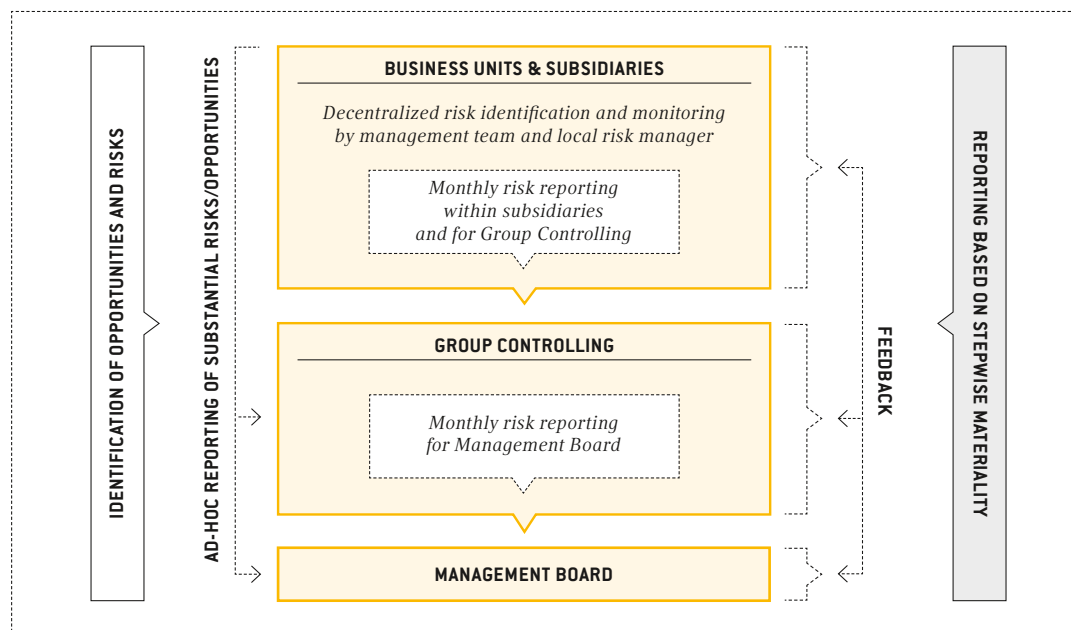 IDENTIFICATION OF OPPORTUNITIES AND RISKS
AD-HOC REPORTING OF SUBSTANTIAL RISKS/OPPORTUNITIES
BUSINESS UNITS & SUBSIDIARIES
Decentralized risk identification and monitoring
by management team and local risk manager
Monthly risk reporting
within subsidiaries
and for Group Controlling
GROUP CONTROLLING
Monthly risk reporting
for Management Board
MANAGEMENT BOARD
FEEDBACK
REPORTING BASED ON STEPWISE MATERIALITY